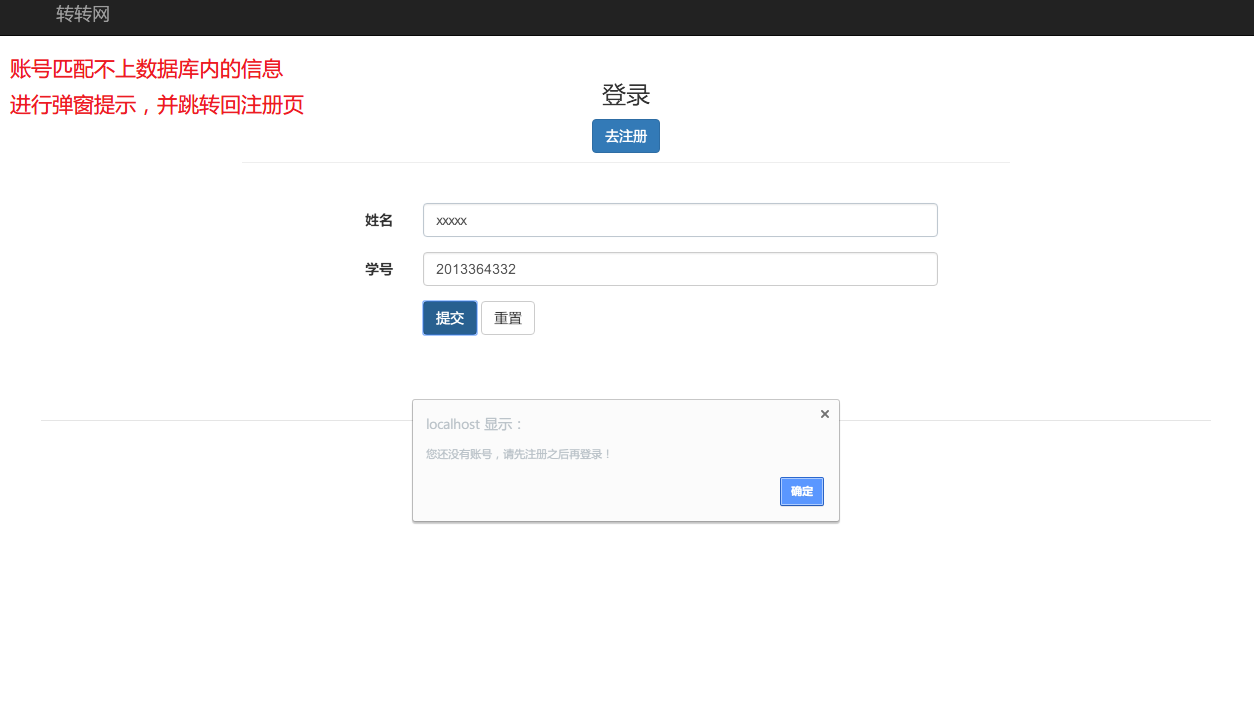 转转网
账号匹配不上数据库内的信息
进行弹窗提示，并跳转回注册页
登录
去注册
姓名 xxxxx
学号 2013364332
提交 重置
localhost 显示：
您还没有账号，请先注册之后再登录！
确定